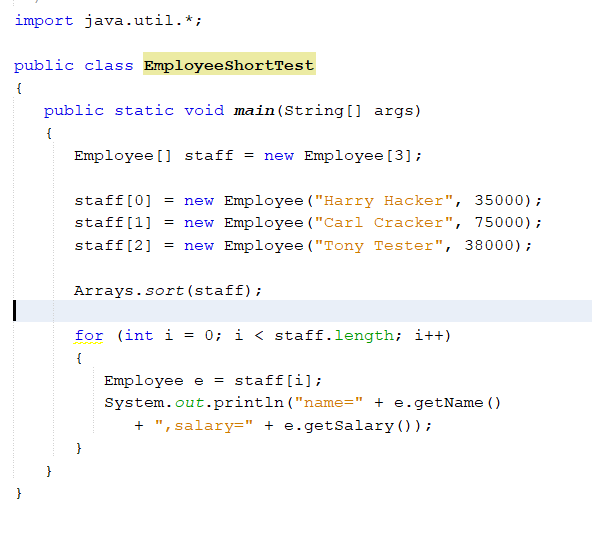 import java.util.*;
public class EmployeeShortTest
{
public static void main(String[] args)
{
Employee[] staff = new Employee[3];
staff[0] = new Employee("Harry Hacker", 35000);
staff[1] = new Employee("Carl Cracker", 75000);
staff[2] = new Employee("Tony Tester", 38000);
Arrays.sort(staff);
for (int i = 0; i < staff.length; i++)
{
Employee e = staff[i];
System.out.println("name=" + e.getName()
+ ",salary=" + e.getSalary());
}
}
}